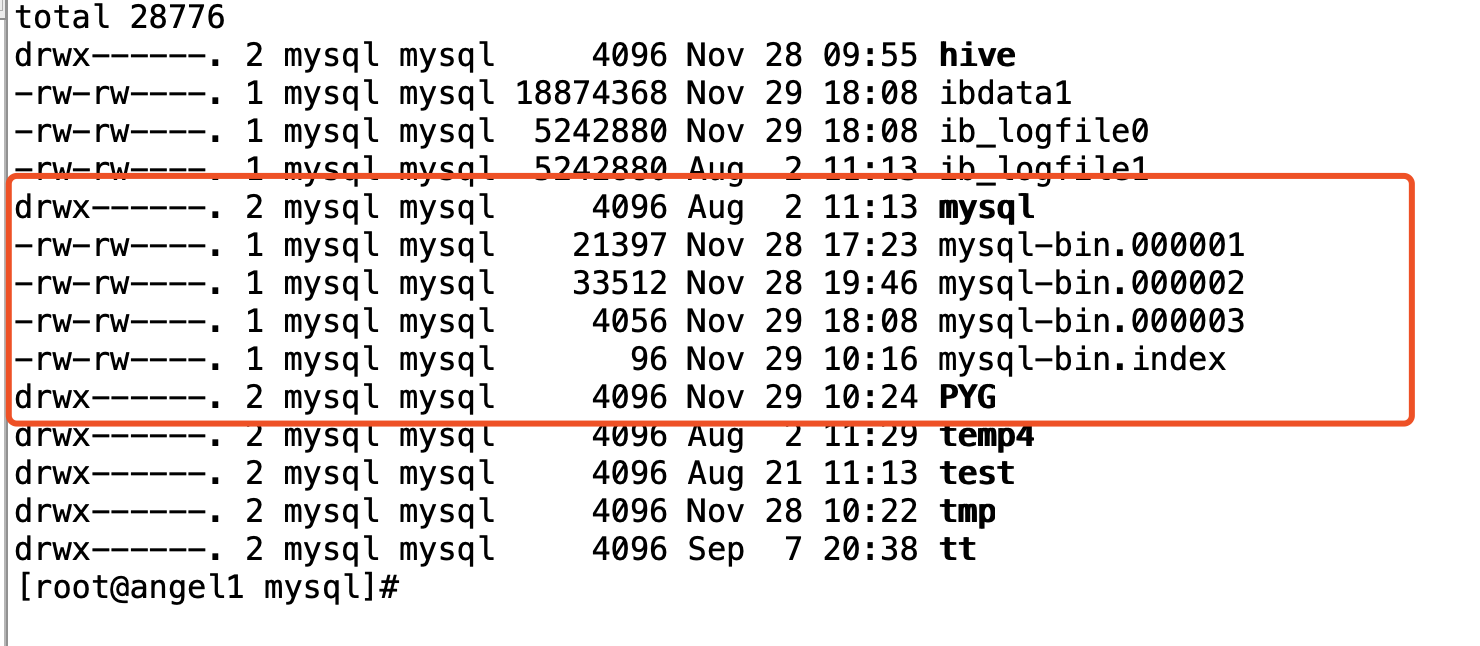 total 28776
drwx------. 2 mysql mysql     4096 Nov 28 09:55 hive
-rw-rw----. 1 mysql mysql 18874368 Nov 29 18:08 ibdata1
-rw-rw----. 1 mysql mysql  5242880 Nov 29 18:08 ib_logfile0
-rw-rw----. 1 mysql mysql  5242880 Aug  2 11:13 ib_logfile1
drwx------. 2 mysql mysql     4096 Aug  2 11:13 mysql
-rw-rw----. 1 mysql mysql    21397 Nov 28 17:23 mysql-bin.000001
-rw-rw----. 1 mysql mysql    33512 Nov 28 19:46 mysql-bin.000002
-rw-rw----. 1 mysql mysql     4056 Nov 29 18:08 mysql-bin.000003
-rw-rw----. 1 mysql mysql       96 Nov 29 10:16 mysql-bin.index
drwx------. 2 mysql mysql     4096 Nov 29 10:24 PYG
drwx------. 2 mysql mysql     4096 Aug  2 11:29 temp4
drwx------. 2 mysql mysql     4096 Aug 21 11:13 test
drwx------. 2 mysql mysql     4096 Nov 28 10:22 tmp
drwx------. 2 mysql mysql     4096 Sep  7 20:38 tt
[root@angel1 mysql]#